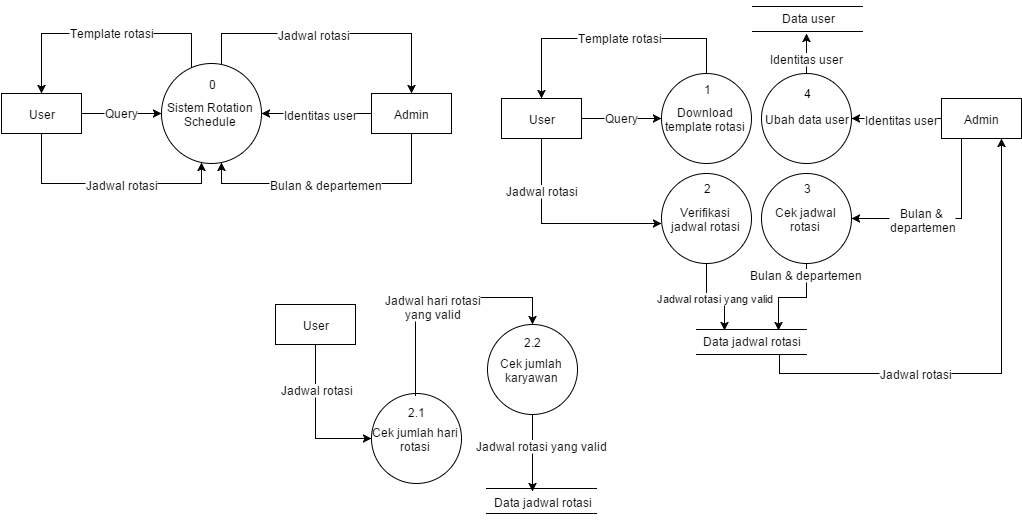 Template rotasi
Jadwal rotasi
0
Sistem Rotation
Schedule
User
Query
Identitas user
Admin
Jadwal rotasi
Bulan & departemen
Data user
Template rotasi
Identitas user
1
Download
template rotasi
4
Ubah data user
User
Query
Identitas user
Admin
Jadwal rotasi
2
Verifikasi
jadwal rotasi
3
Cek jadwal
rotasi
Bulan &
departemen
Bulan & departemen
Jadwal rotasi yang valid
Data jadwal rotasi
Jadwal rotasi
User
Jadwal rotasi
2.1
Cek jumlah hari
rotasi
Jadwal hari rotasi
yang valid
2.2
Cek jumlah
karyawan
Jadwal rotasi yang valid
Data jadwal rotasi